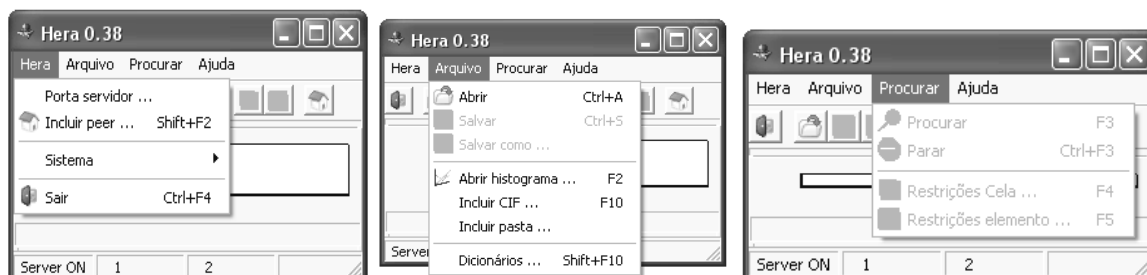 Hera 0.38
Hera Arquivo Procurar Ajuda
Porta servidor ...
Incluir peer ... Shift+F2
Sistema
Sair Ctrl+F4
Server ON 1 2
Hera 0.38
Hera Arquivo Procurar Ajuda
Abrir Ctrl+A
Salvar Ctrl+S
Salvar como ...
Abrir histograma ... F2
Incluir CIF ... F10
Incluir pasta ...
Dicionários ... Shift+F10
Server
Hera 0.38
Hera Arquivo Procurar Ajuda
Procurar F3
Parar Ctrl+F3
Restrições Cela ... F4
Restrições elemento ... F5
Server ON 1 2